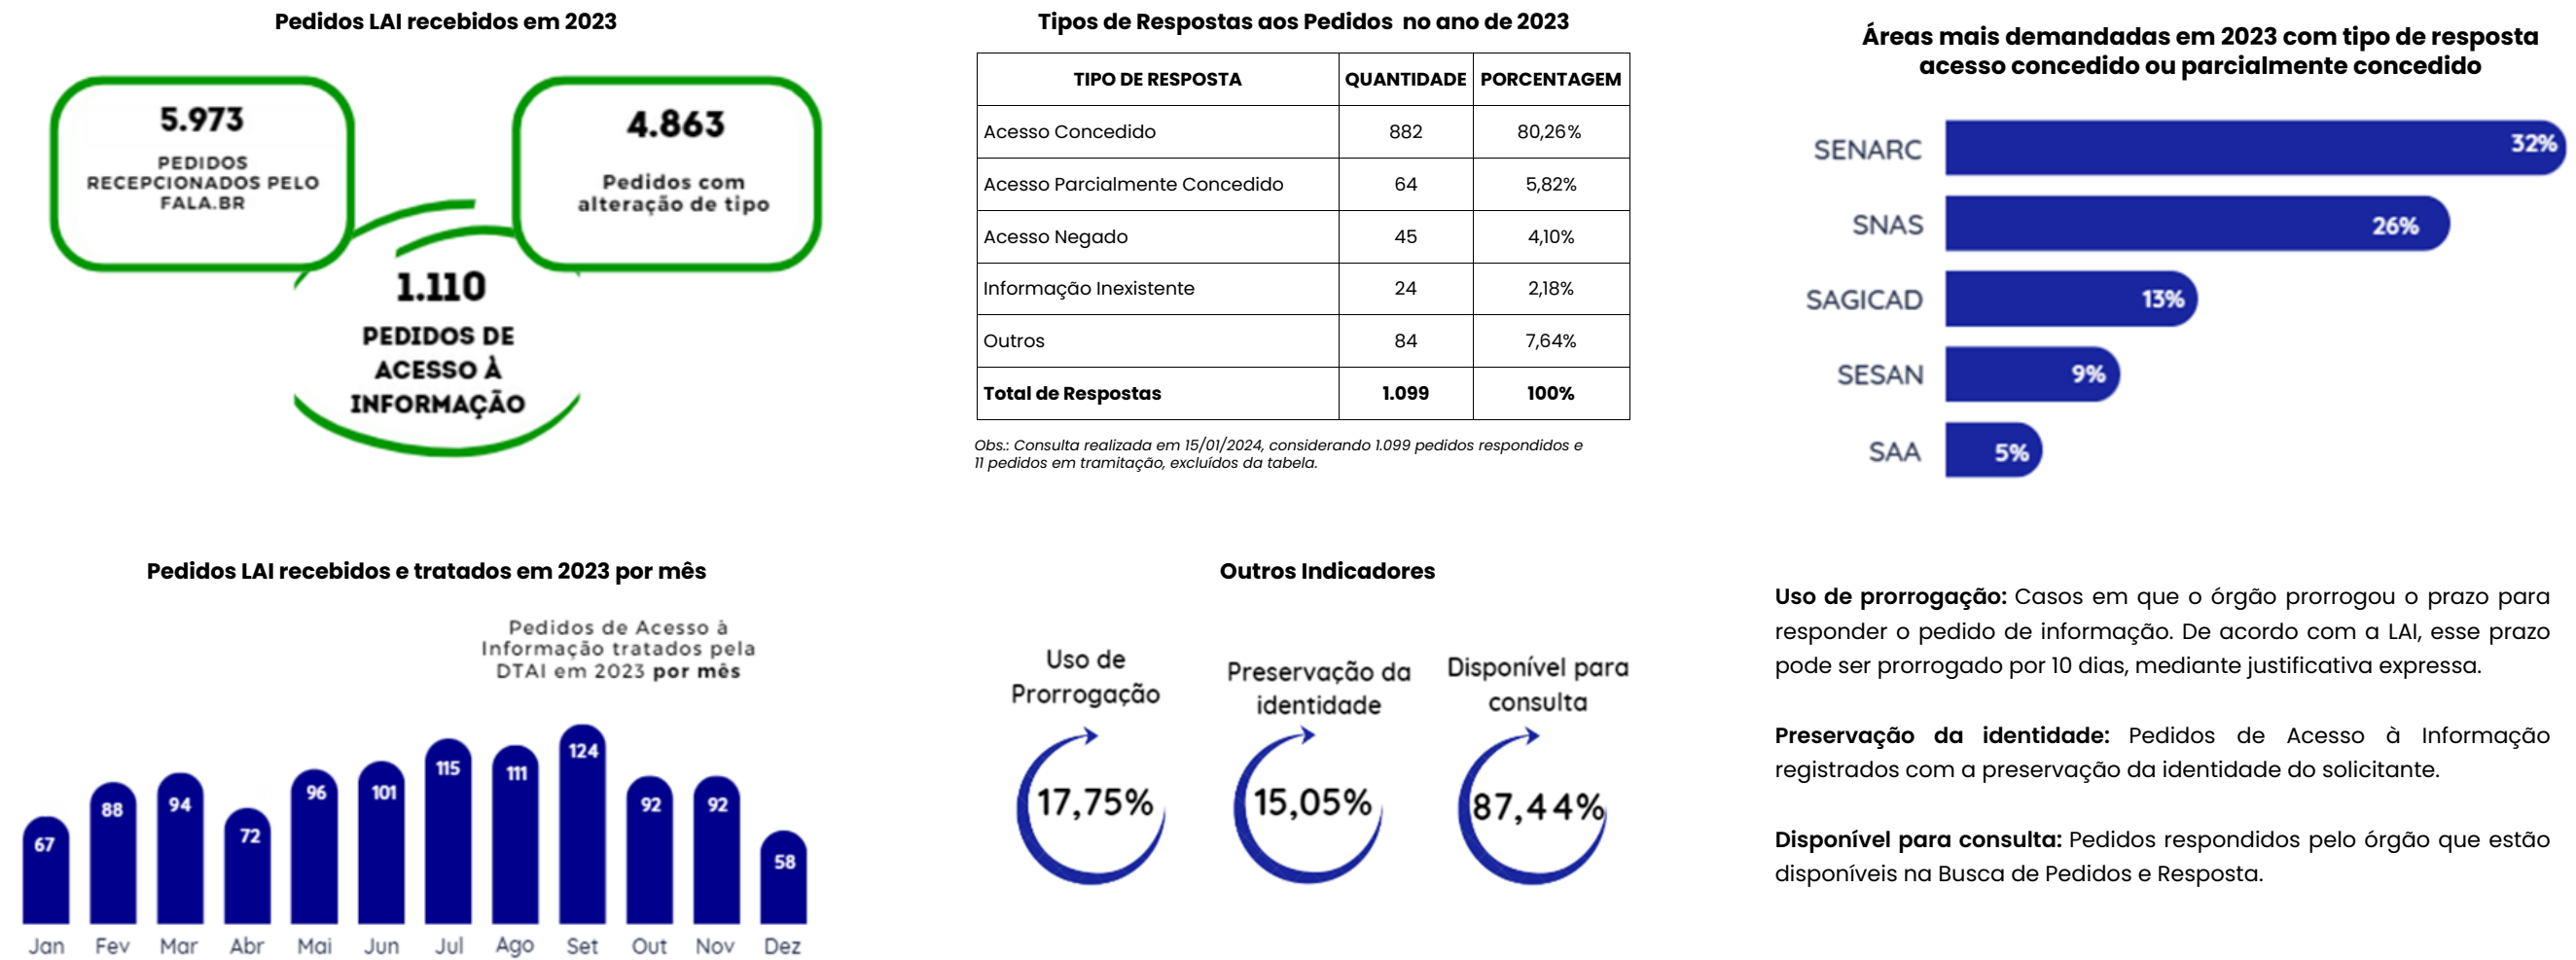 Pedidos LAI recebidos em 2023
5.973
PEDIDOS
RECEPCIONADOS PELO
FALA.BR
4.863
Pedidos com
alteração de tipo
1.110
PEDIDOS DE
ACESSO À
INFORMAÇÃO
Tipos de Respostas aos Pedidos no ano de 2023
TIPO DE RESPOSTA QUANTIDADE PORCENTAGEM
Acesso Concedido 882 80,26%
Acesso Parcialmente Concedido 64 5,82%
Acesso Negado 45 4,10%
Informação Inexistente 24 2,18%
Outros 84 7,64%
Total de Respostas 1.099 100%
Obs.: Consulta realizada em 15/01/2024, considerando 1.099 pedidos respondidos e
11 pedidos em tramitação, excluídos da tabela.
Áreas mais demandadas em 2023 com tipo de resposta
acesso concedido ou parcialmente concedido
SENARC 32%
SNAS 26%
SAGICAD 13%
SESAN 9%
SAA 5%
Pedidos LAI recebidos e tratados em 2023 por mês
Pedidos de Acesso à
Informação tratados pela
DTAI em 2023 por mês
67 88 94 72 96 101 115 111 124 92 92 58
Jan Fev Mar Abr Mai Jun Jul Ago Set Out Nov Dez
Outros Indicadores
Uso de
Prorrogação
17,75%
Preservação da
identidade
15,05%
Disponível para
consulta
87,44%
Uso de prorrogação: Casos em que o órgão prorrogou o prazo para
responder o pedido de informação. De acordo com a LAI, esse prazo
pode ser prorrogado por 10 dias, mediante justificativa expressa.
Preservação da identidade: Pedidos de Acesso à Informação
registrados com a preservação da identidade do solicitante.
Disponível para consulta: Pedidos respondidos pelo órgão que estão
disponíveis na Busca de Pedidos e Resposta.